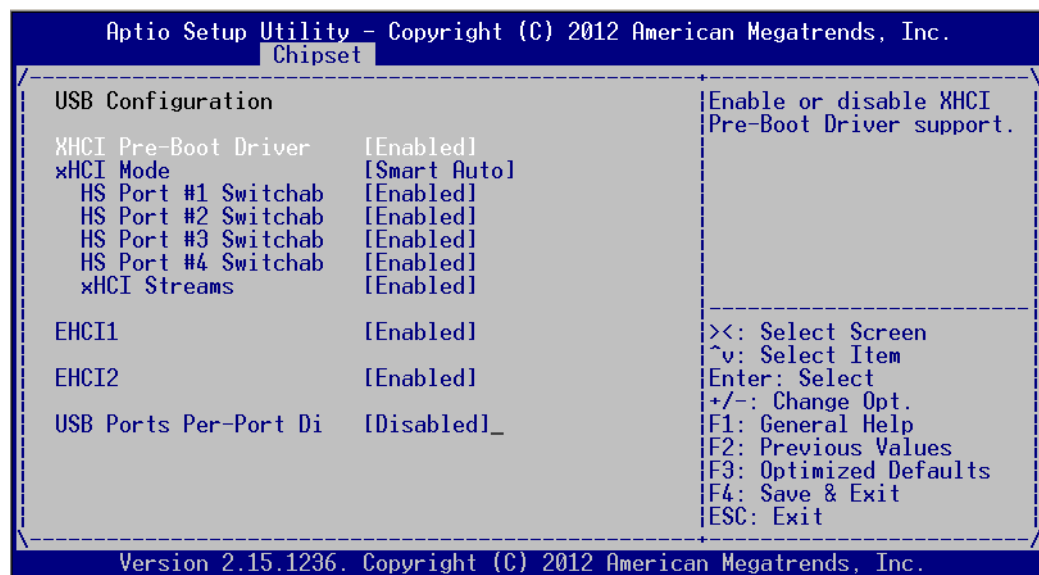 Aptio Setup Utility - Copyright (C) 2012 American Megatrends, Inc.
Chipset
USB Configuration
XHCI Pre-Boot Driver [Enabled]
xHCI Mode [Smart Auto]
HS Port #1 Switchab [Enabled]
HS Port #2 Switchab [Enabled]
HS Port #3 Switchab [Enabled]
HS Port #4 Switchab [Enabled]
xHCI Streams [Enabled]
EHCI1 [Enabled]
EHCI2 [Enabled]
USB Ports Per-Port Di [Disabled]_
Enable or disable XHCI
Pre-Boot Driver support.
><: Select Screen
^v: Select Item
Enter: Select
+/-: Change Opt.
F1: General Help
F2: Previous Values
F3: Optimized Defaults
F4: Save & Exit
ESC: Exit
Version 2.15.1236. Copyright (C) 2012 American Megatrends, Inc.